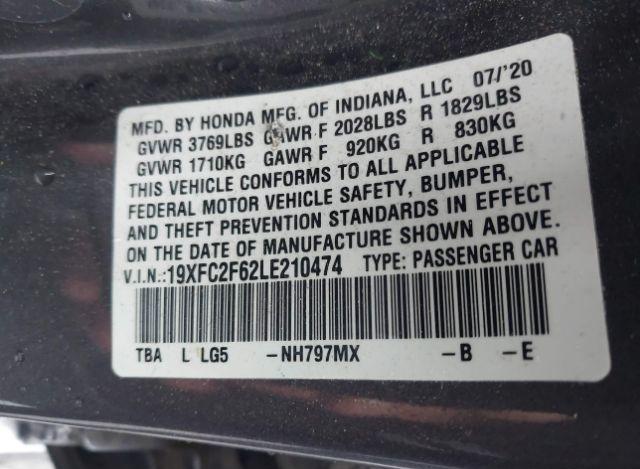 MFD. BY HONDA MFG. OF INDIANA, LLC 07/'20
GVWR 3769LBS GAWR F 2028LBS R 1829LBS
GVWR 1710KG GAWR F 920KG R 830KG
THIS VEHICLE CONFORMS TO ALL APPLICABLE
FEDERAL MOTOR VEHICLE SAFETY, BUMPER,
AND THEFT PREVENTION STANDARDS IN EFFECT
ON THE DATE OF MANUFACTURE SHOWN ABOVE.
V.I.N.:19XFC2F62LE210474 TYPE: PASSENGER CAR
TBA L LG5 -NH797MX -B -E